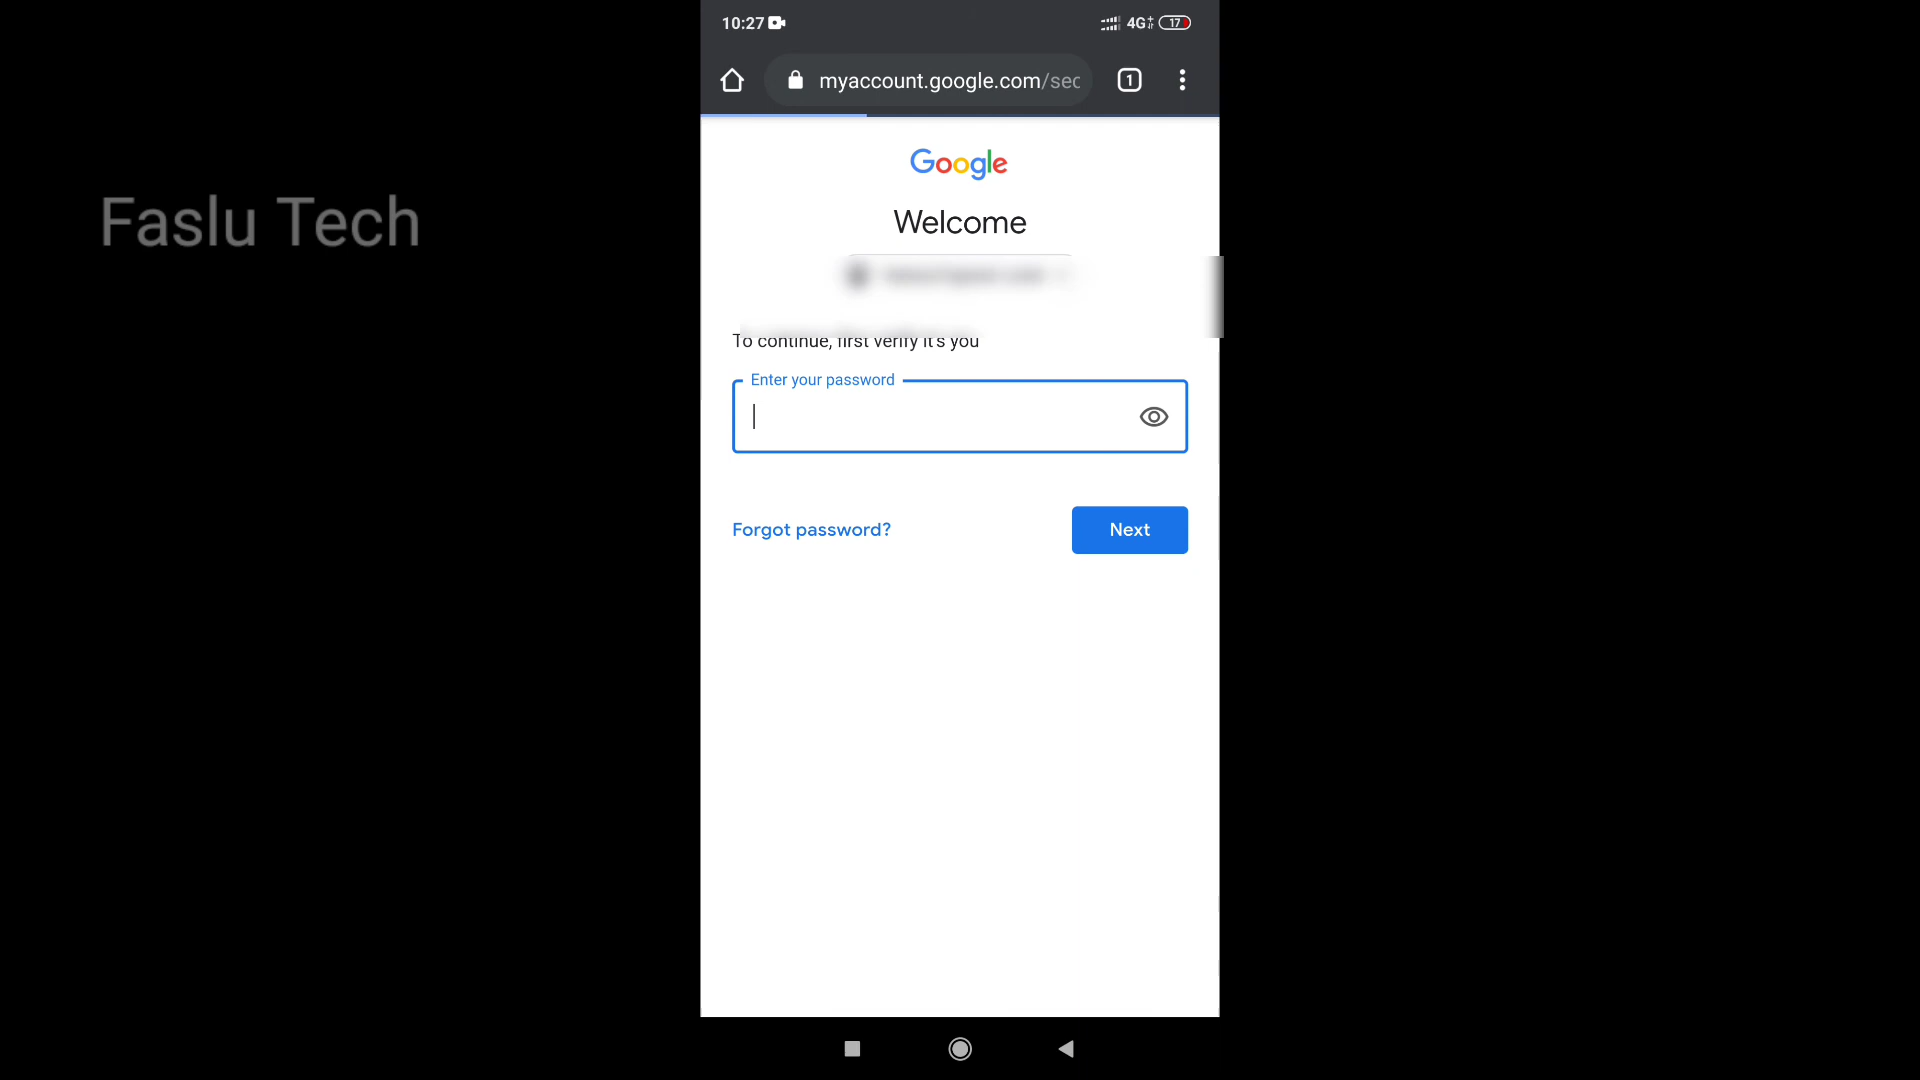 10:27
4G+
17
myaccount.google.com/sec
1
Google
Faslu Tech
Welcome
To continue, first verify it's you
Enter your password
Forgot password?
Next